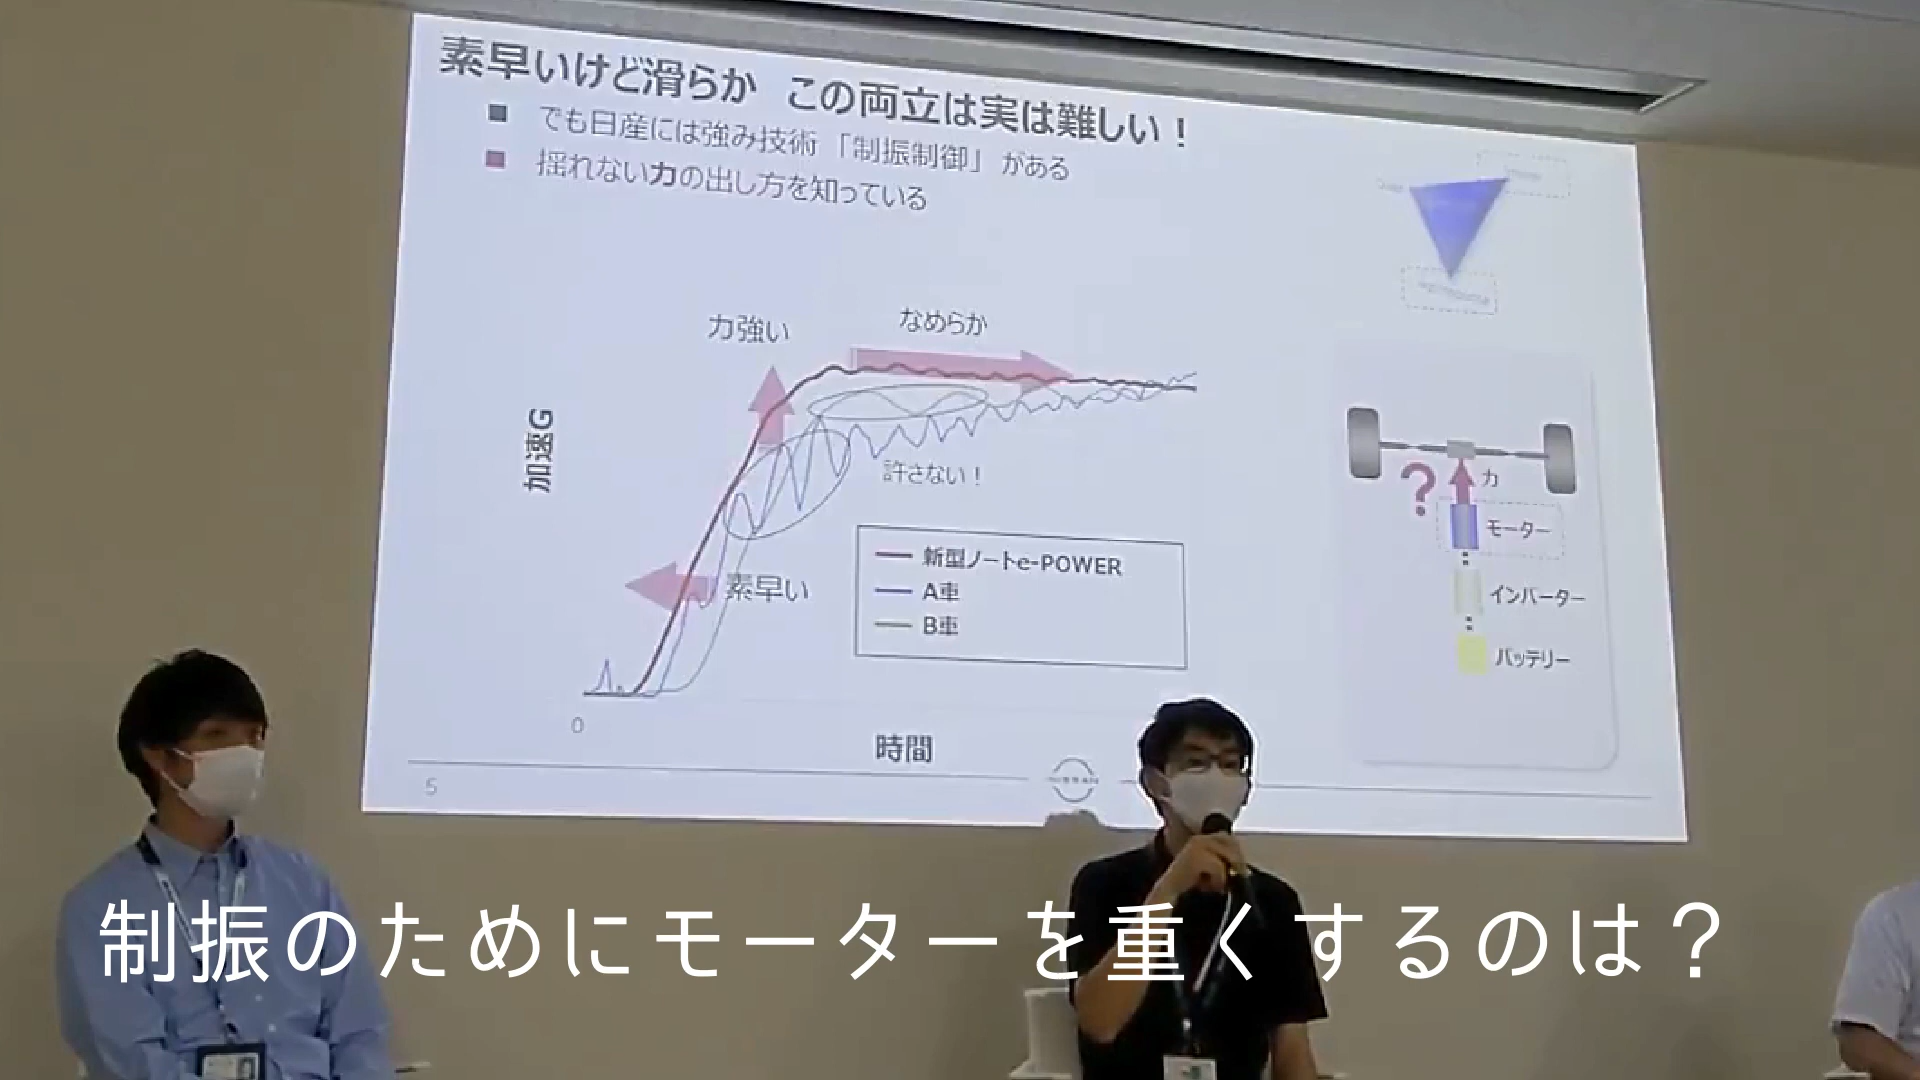 素早いけど滑らか この両立は実は難しい！
でも日産には強み技術 「制振制御」 がある
揺れない力の出し方を知っている
力強い
なめらか
加速G
許さない！
素早い
新型ノートe-POWER
A車
B車
0
時間
力
?
モーター
インバーター
バッテリー
5
NISSAN
制振のためにモーターを重くするのは？